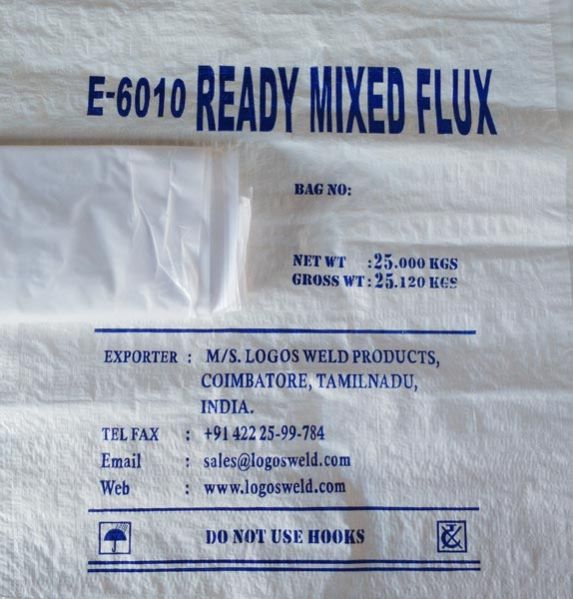 E-6010 READY MIXED FLUX
BAG NO:
NET WT : 25.000 KGS
GROSS WT : 25.120 KGS
EXPORTER : M/S. LOGOS WELD PRODUCTS,
COIMBATORE, TAMILNADU,
INDIA.
TEL FAX : +91 422 25-99-784
Email : sales@logosweld.com
Web : www.logosweld.com
DO NOT USE HOOKS